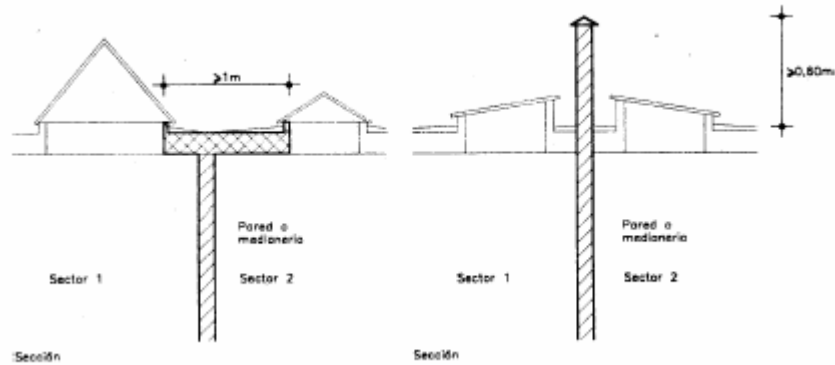 ≥1m
Pared o
medianería
Sector 1
Sector 2
Sección
≥0,60m
Pared o
medianería
Sector 1
Sector 2
Sección